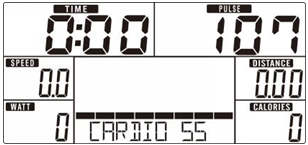 TIME PULSE
0:00 107
SPEED DISTANCE
0.0 0.00
WATT CALORIES
0 0
CARDIO 55